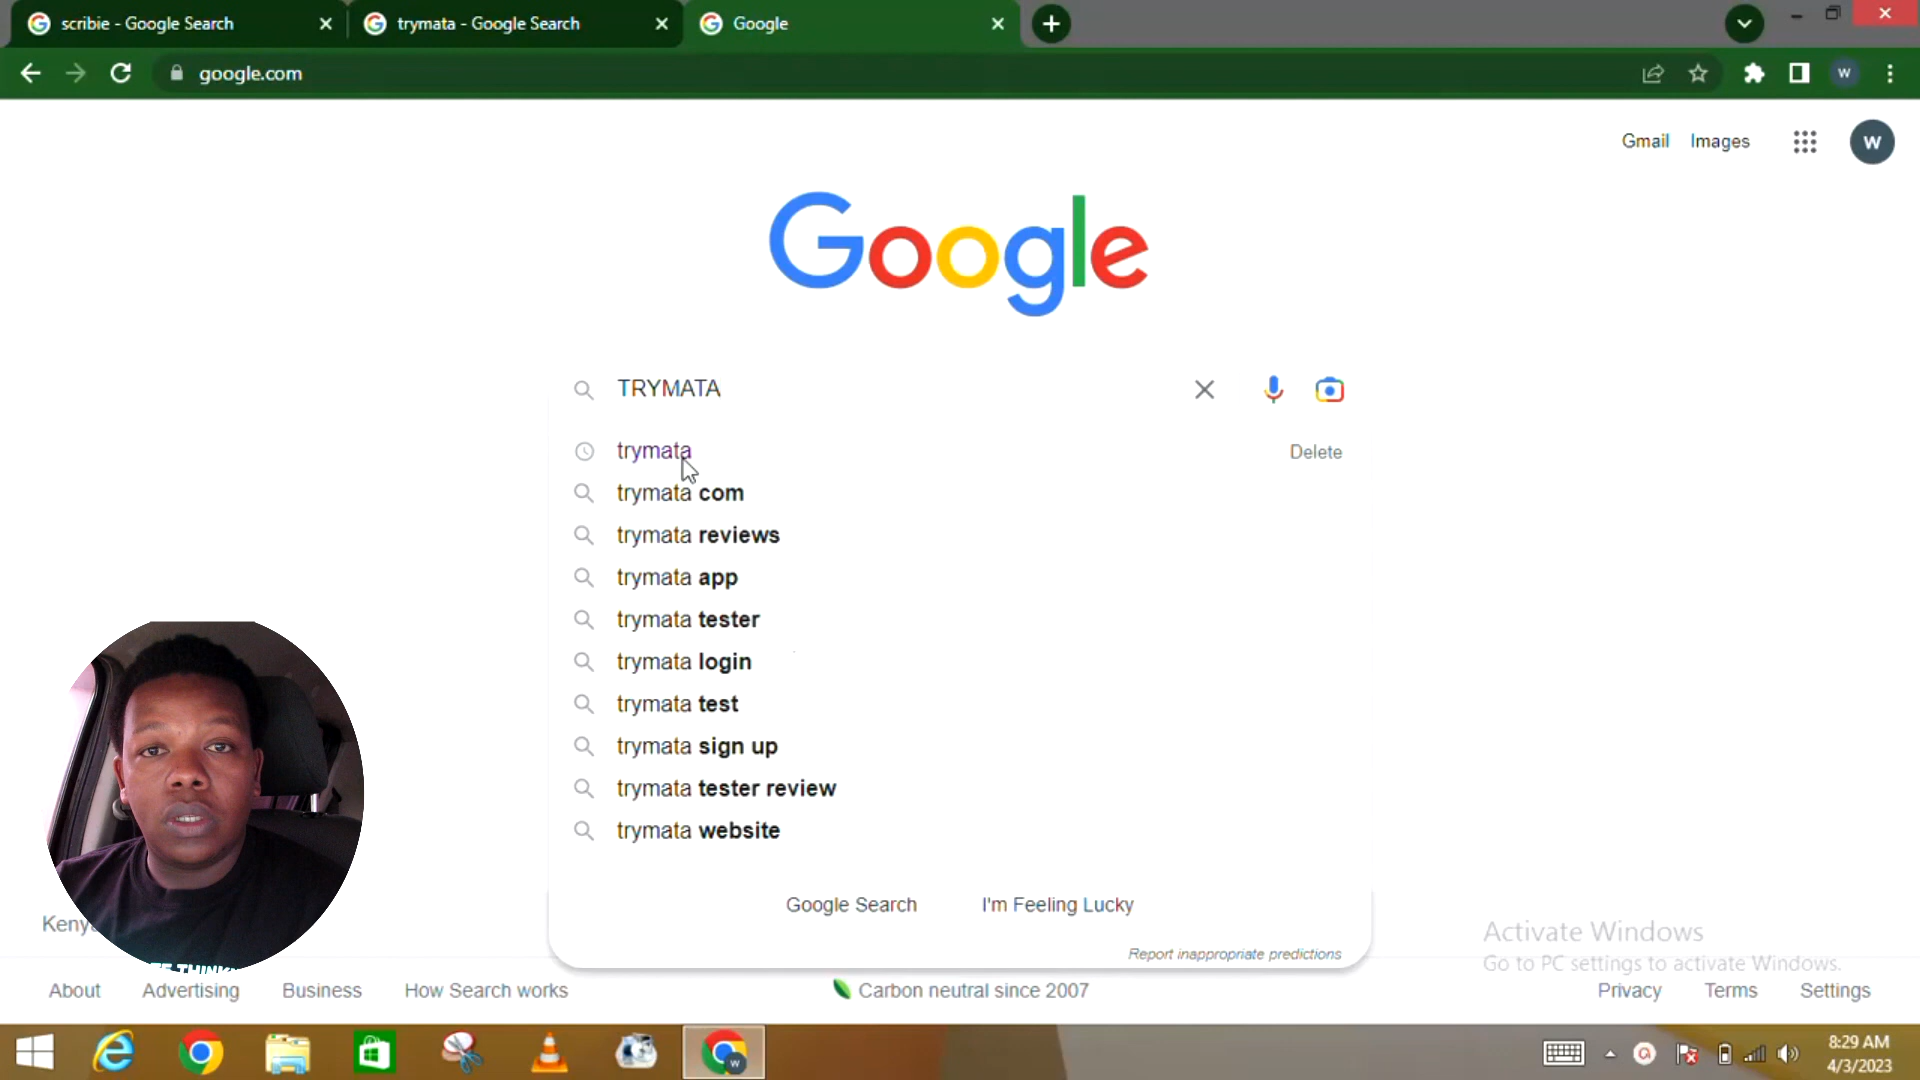 scribie - Google Search
trymata - Google Search
Google
google.com
W
Gmail
Images
W
Google
TRYMATA
trymata
Delete
trymata com
trymata reviews
trymata app
trymata tester
trymata login
trymata test
trymata sign up
trymata tester review
trymata website
Google Search
I'm Feeling Lucky
Report inappropriate predictions
Activate Windows
Go to PC settings to activate Windows.
About
Advertising
Business
How Search works
Carbon neutral since 2007
Privacy
Terms
Settings
8:29 AM
4/3/2023